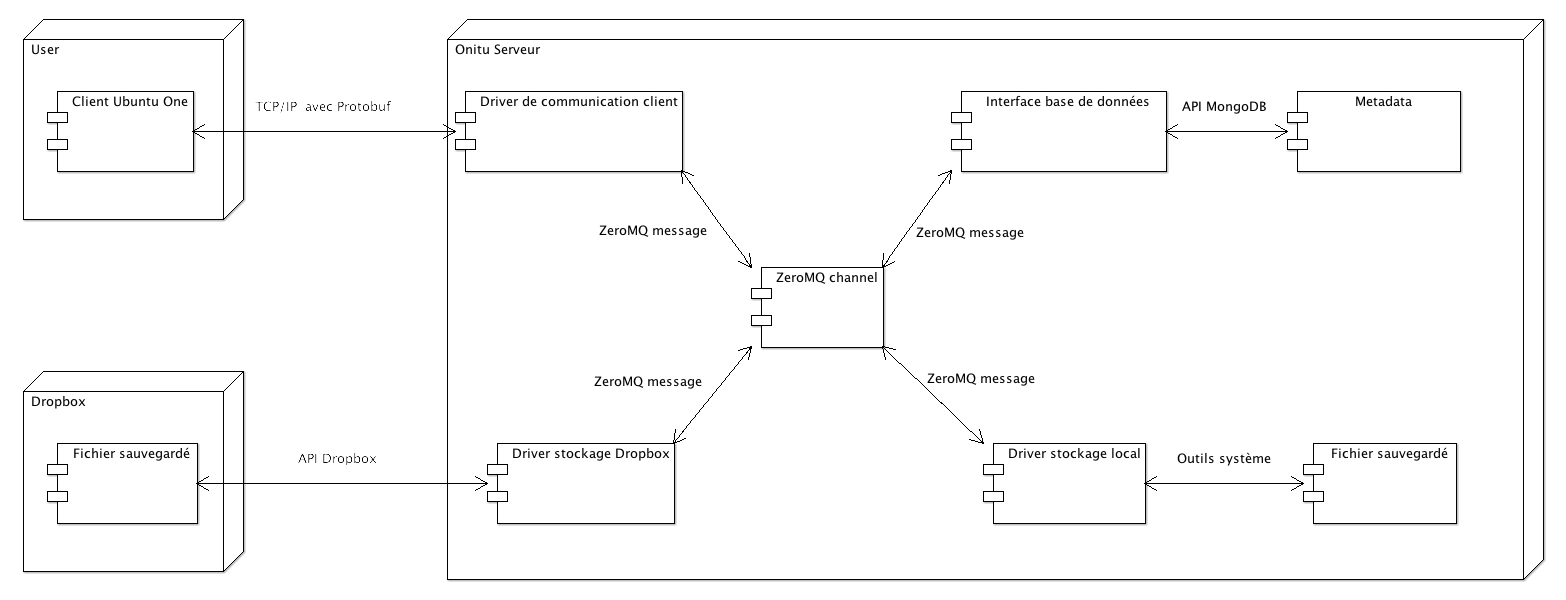 User
Onitu Serveur
Client Ubuntu One
TCP/IP  avec Protobuf
Driver de communication client
Interface base de données
API MongoDB
Metadata
ZeroMQ message
ZeroMQ message
ZeroMQ channel
ZeroMQ message
ZeroMQ message
Dropbox
Fichier sauvegardé
API Dropbox
Driver stockage Dropbox
Driver stockage local
Outils système
Fichier sauvegardé